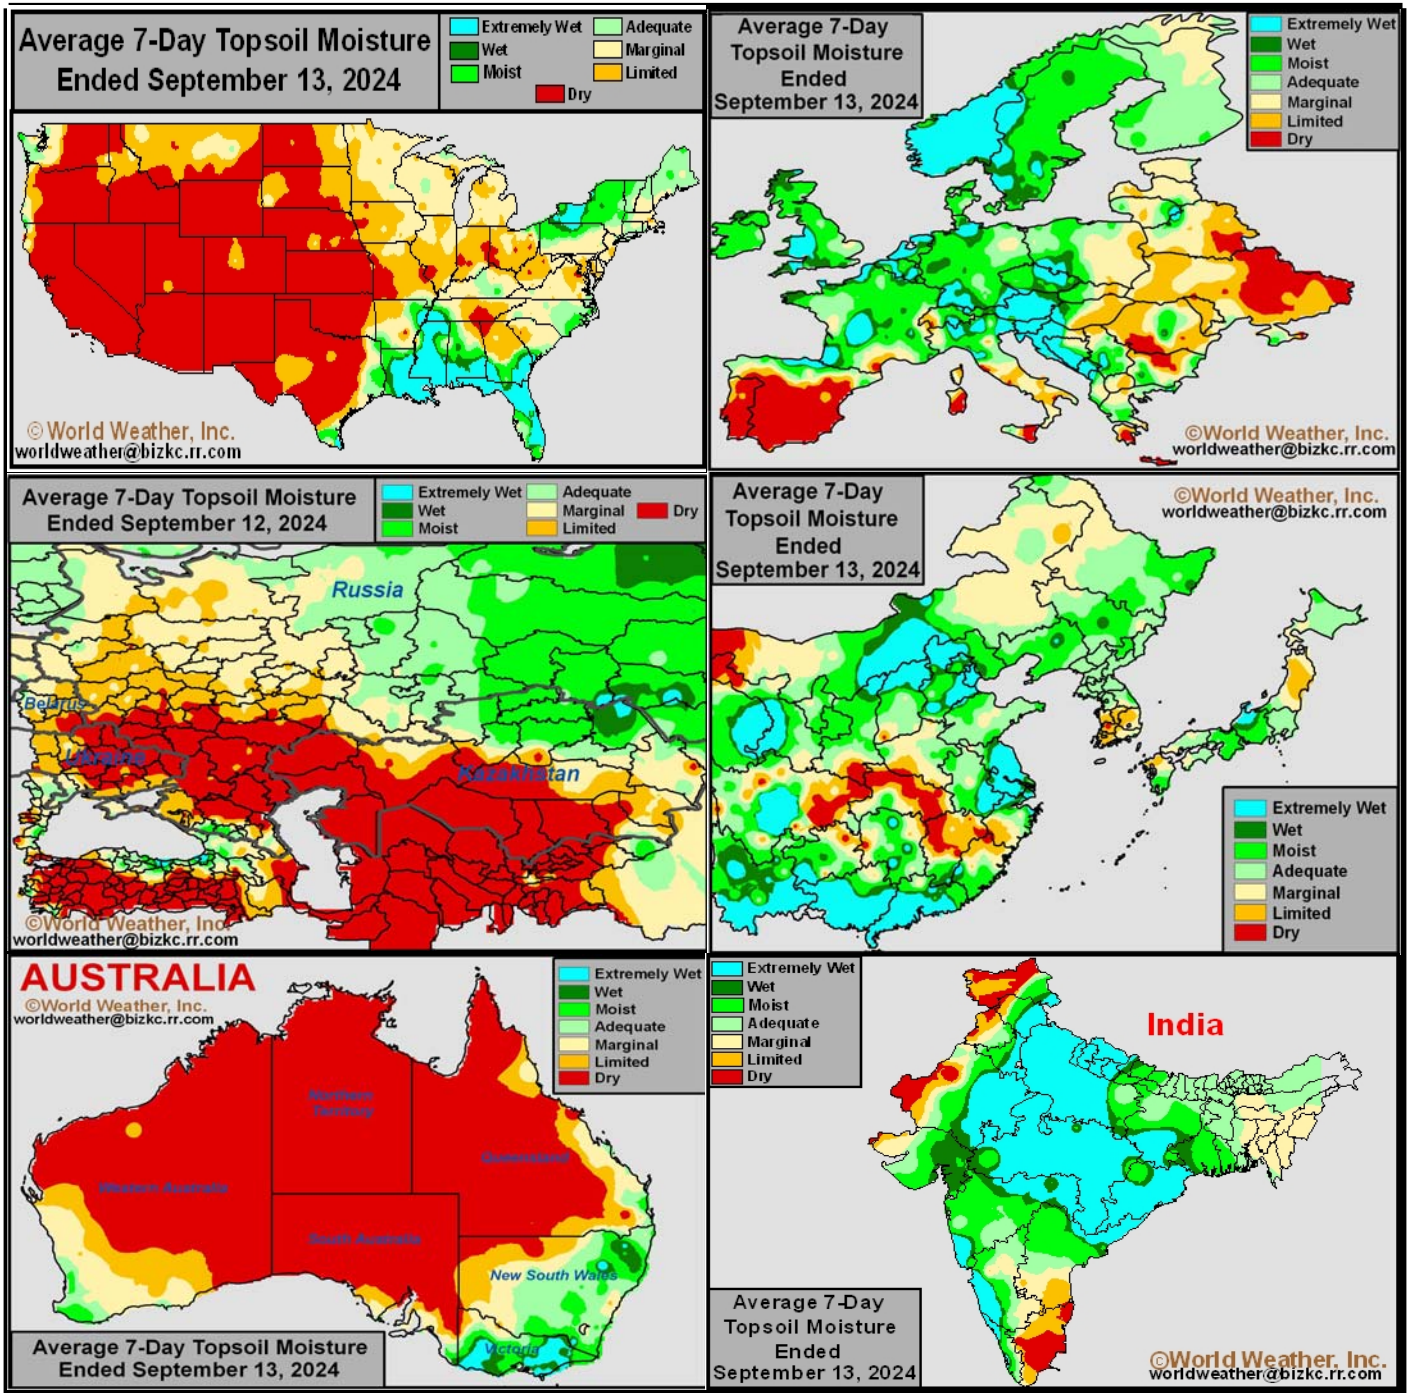 Average 7-Day Topsoil Moisture
Ended September 13, 2024
Extremely Wet
Wet
Moist
Adequate
Marginal
Limited
Dry
©World Weather, Inc.
worldweather@bizkc.rr.com
Average 7-Day
Topsoil Moisture
Ended
September 13, 2024
Extremely Wet
Wet
Moist
Adequate
Marginal
Limited
Dry
©World Weather, Inc.
worldweather@bizkc.rr.com
Average 7-Day Topsoil Moisture
Ended September 12, 2024
Extremely Wet
Wet
Moist
Adequate
Marginal
Limited
Dry
Russia
Belarus
Ukraine
Kazakhstan
©World Weather, Inc.
worldweather@bizkc.rr.com
Average 7-Day
Topsoil Moisture
Ended
September 13, 2024
©World Weather, Inc.
worldweather@bizkc.rr.com
Extremely Wet
Wet
Moist
Adequate
Marginal
Limited
Dry
AUSTRALIA
©World Weather, Inc.
worldweather@bizkc.rr.com
Extremely Wet
Wet
Moist
Adequate
Marginal
Limited
Dry
Northern
Territory
Queensland
Western Australia
South Australia
New South Wales
Victoria
Average 7-Day Topsoil Moisture
Ended September 13, 2024
Extremely Wet
Wet
Moist
Adequate
Marginal
Limited
Dry
India
Average 7-Day
Topsoil Moisture
Ended
September 13, 2024
©World Weather, Inc.
worldweather@bizkc.rr.com